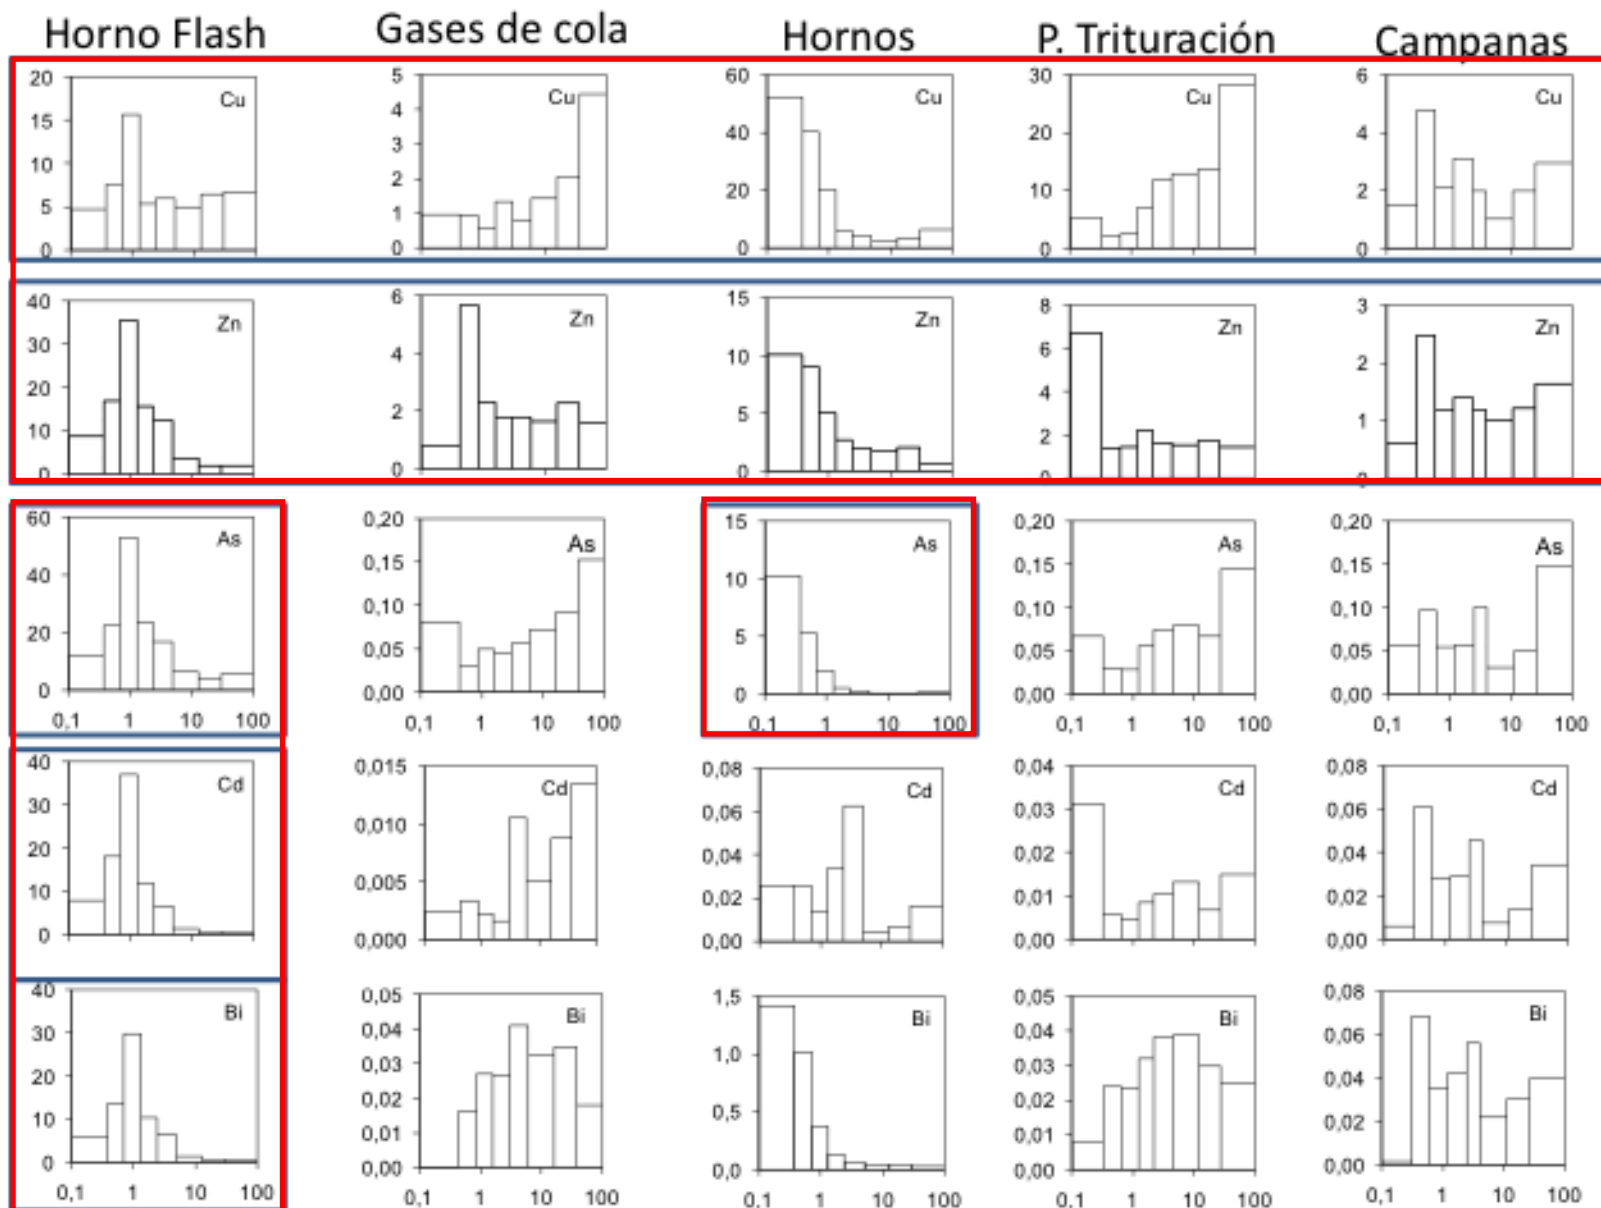 Horno Flash Gases de cola Hornos P. Trituración Campanas
20 15 10 5 0 Cu
5 4 3 2 1 0 Cu
60 40 20 0 Cu
30 20 10 0 Cu
6 4 2 0 Cu
40 30 20 10 0 Zn
6 4 2 0 Zn
15 10 5 0 Zn
8 6 4 2 0 Zn
3 2 1 0 Zn
60 40 20 0 As
0,1 1 10 100
0,20 0,15 0,10 0,05 0,00 As
0,1 1 10 100
15 10 5 0 As
0,1 1 10 100
0,20 0,15 0,10 0,05 0,00 As
0,1 1 10 100
0,20 0,15 0,10 0,05 0,00 As
0,1 1 10 100
40 30 20 10 0 Cd
0,015 0,010 0,005 0,000 Cd
0,08 0,06 0,04 0,02 0,00 Cd
0,04 0,03 0,02 0,01 0,00 Cd
0,08 0,06 0,04 0,02 0,00 Cd
40 30 20 10 0 Bi
0,1 1 10 100
0,05 0,04 0,03 0,02 0,01 0,00 Bi
0,1 1 10 100
1,5 1,0 0,5 0,0 Bi
0,1 1 10 100
0,05 0,04 0,03 0,02 0,01 0,00 Bi
0,1 1 10 100
0,08 0,06 0,04 0,02 0,00 Bi
0,1 1 10 100